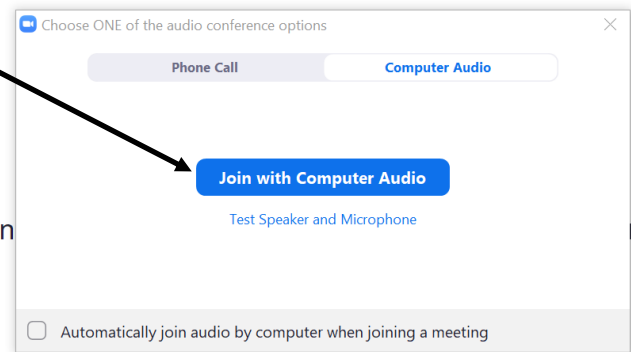 Choose ONE of the audio conference options
Phone Call Computer Audio
Join with Computer Audio
Test Speaker and Microphone
n
Automatically join audio by computer when joining a meeting